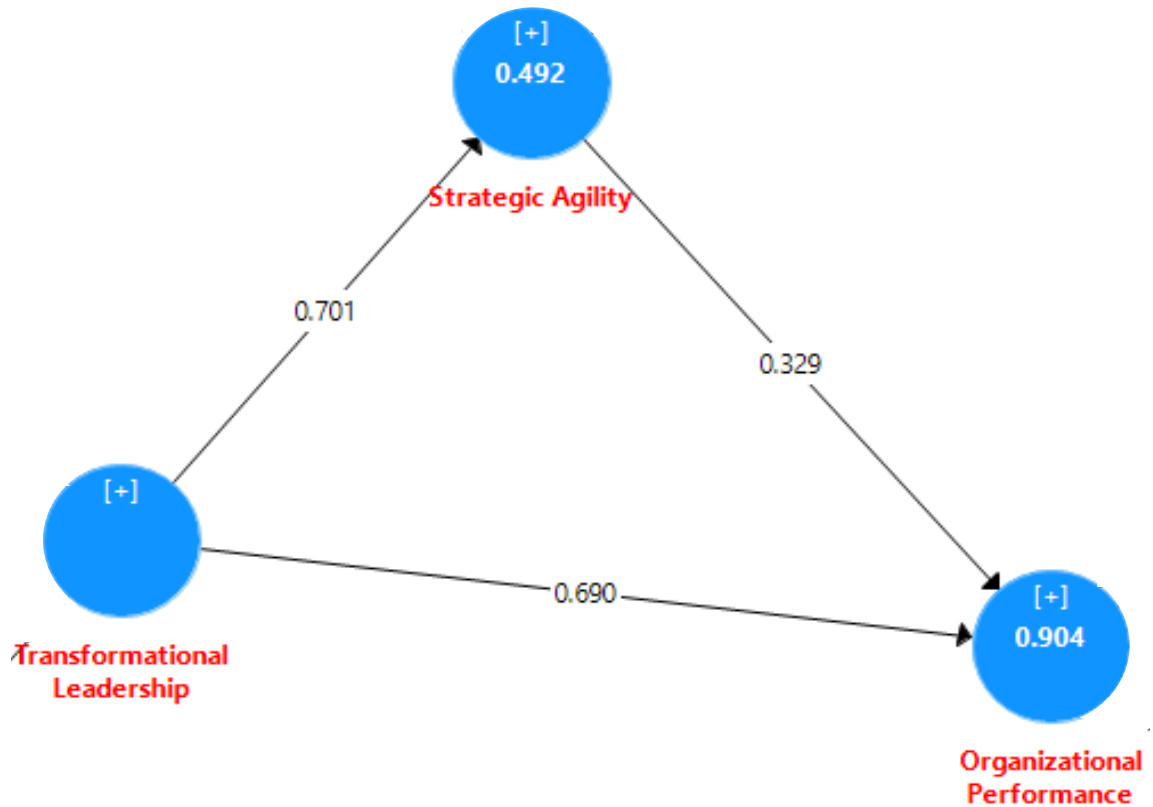 [+]
0.492
Strategic Agility
0.701
0.329
[+]
0.690
[+]
0.904
Transformational
Leadership
Organizational
Performance